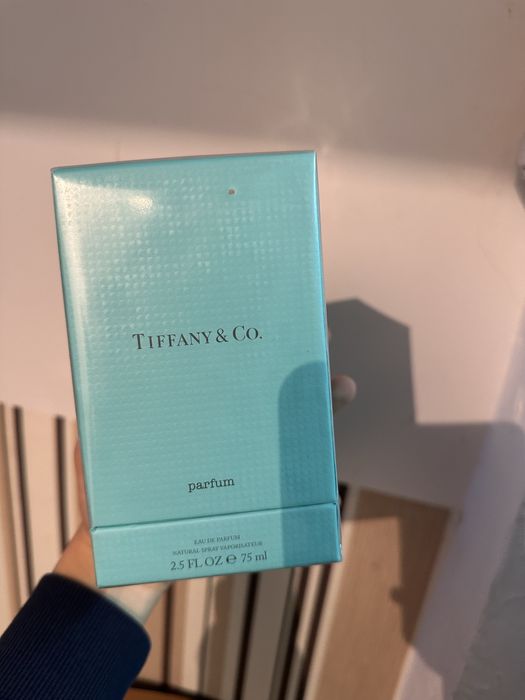 TIFFANY & CO.
parfum
EAU DE PARFUM
NATURAL SPRAY VAPORISATEUR
2.5 FL OZ ℮ 75 ml